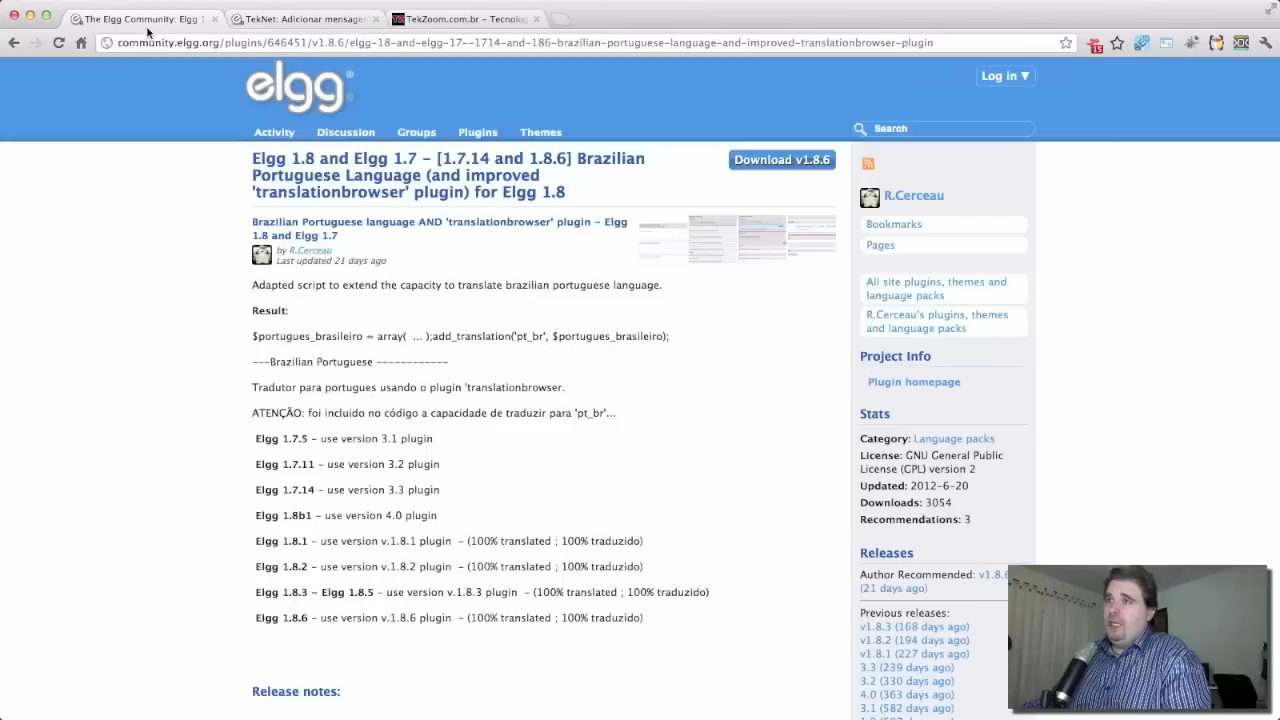 The Elgg Community: Elgg 1
TekNet: Adicionar mensager
TekZoom.com.br – Tecnolog
community.elgg.org/plugins/646451/v1.8.6/elgg-18-and-elgg-17--1714-and-186-brazilian-portuguese-language-and-improved-translationbrowser-plugin
15
elgg
Log in ▼
Activity
Discussion
Groups
Plugins
Themes
Search
Elgg 1.8 and Elgg 1.7 – [1.7.14 and 1.8.6] Brazilian
Portuguese Language (and improved
'translationbrowser' plugin) for Elgg 1.8
Download v1.8.6
Brazilian Portuguese language AND 'translationbrowser' plugin – Elgg
1.8 and Elgg 1.7
by R.Cerceau
Last updated 21 days ago
Adapted script to extend the capacity to translate brazilian portuguese language.
Result:
$portugues_brasileiro = array( ... );add_translation('pt_br', $portugues_brasileiro);
---Brazilian Portuguese ------------
Tradutor para portugues usando o plugin 'translationbrowser.
ATENÇÃO: foi incluido no código a capacidade de traduzir para 'pt_br'...
Elgg 1.7.5 – use version 3.1 plugin
Elgg 1.7.11 – use version 3.2 plugin
Elgg 1.7.14 – use version 3.3 plugin
Elgg 1.8b1 – use version 4.0 plugin
Elgg 1.8.1 – use version v.1.8.1 plugin – (100% translated ; 100% traduzido)
Elgg 1.8.2 – use version v.1.8.2 plugin – (100% translated ; 100% traduzido)
Elgg 1.8.3 – Elgg 1.8.5 – use version v.1.8.3 plugin – (100% translated ; 100% traduzido)
Elgg 1.8.6 – use version v.1.8.6 plugin – (100% translated ; 100% traduzido)
Release notes:
R.Cerceau
Bookmarks
Pages
All site plugins, themes and
language packs
R.Cerceau's plugins, themes
and language packs
Project Info
Plugin homepage
Stats
Category: Language packs
License: GNU General Public
License (GPL) version 2
Updated: 2012-6-20
Downloads: 3054
Recommendations: 3
Releases
Author Recommended: v1.8.6
(21 days ago)
Previous releases:
v1.8.3 (168 days ago)
v1.8.2 (194 days ago)
v1.8.1 (227 days ago)
3.3 (239 days ago)
3.2 (330 days ago)
4.0 (363 days ago)
3.1 (582 days ago)